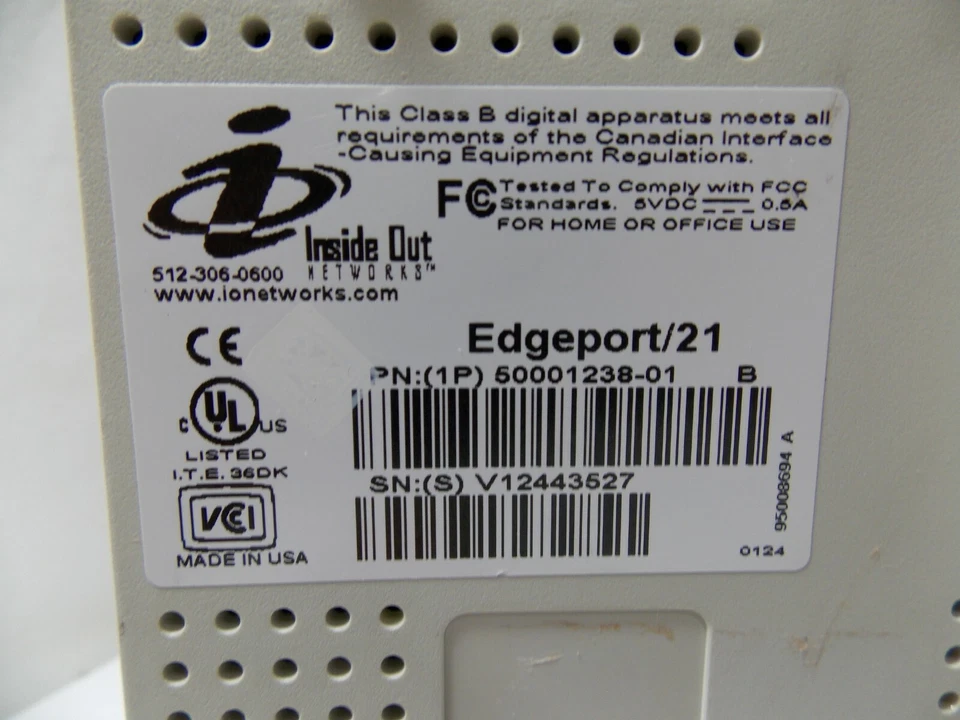 This Class B digital apparatus meets all
requirements of the Canadian Interface
-Causing Equipment Regulations.
FC Tested To Comply with FCC
Standards. 5VDC 0.5A
FOR HOME OR OFFICE USE
i
Inside Out
NETWORKS™
512-306-0600
www.ionetworks.com
CE
Edgeport/21
PN:(1P) 50001238-01 B
C UL US
LISTED
I.T.E. 36DK
SN:(S) V12443527
VCCI
MADE IN USA
95008694 A
0124